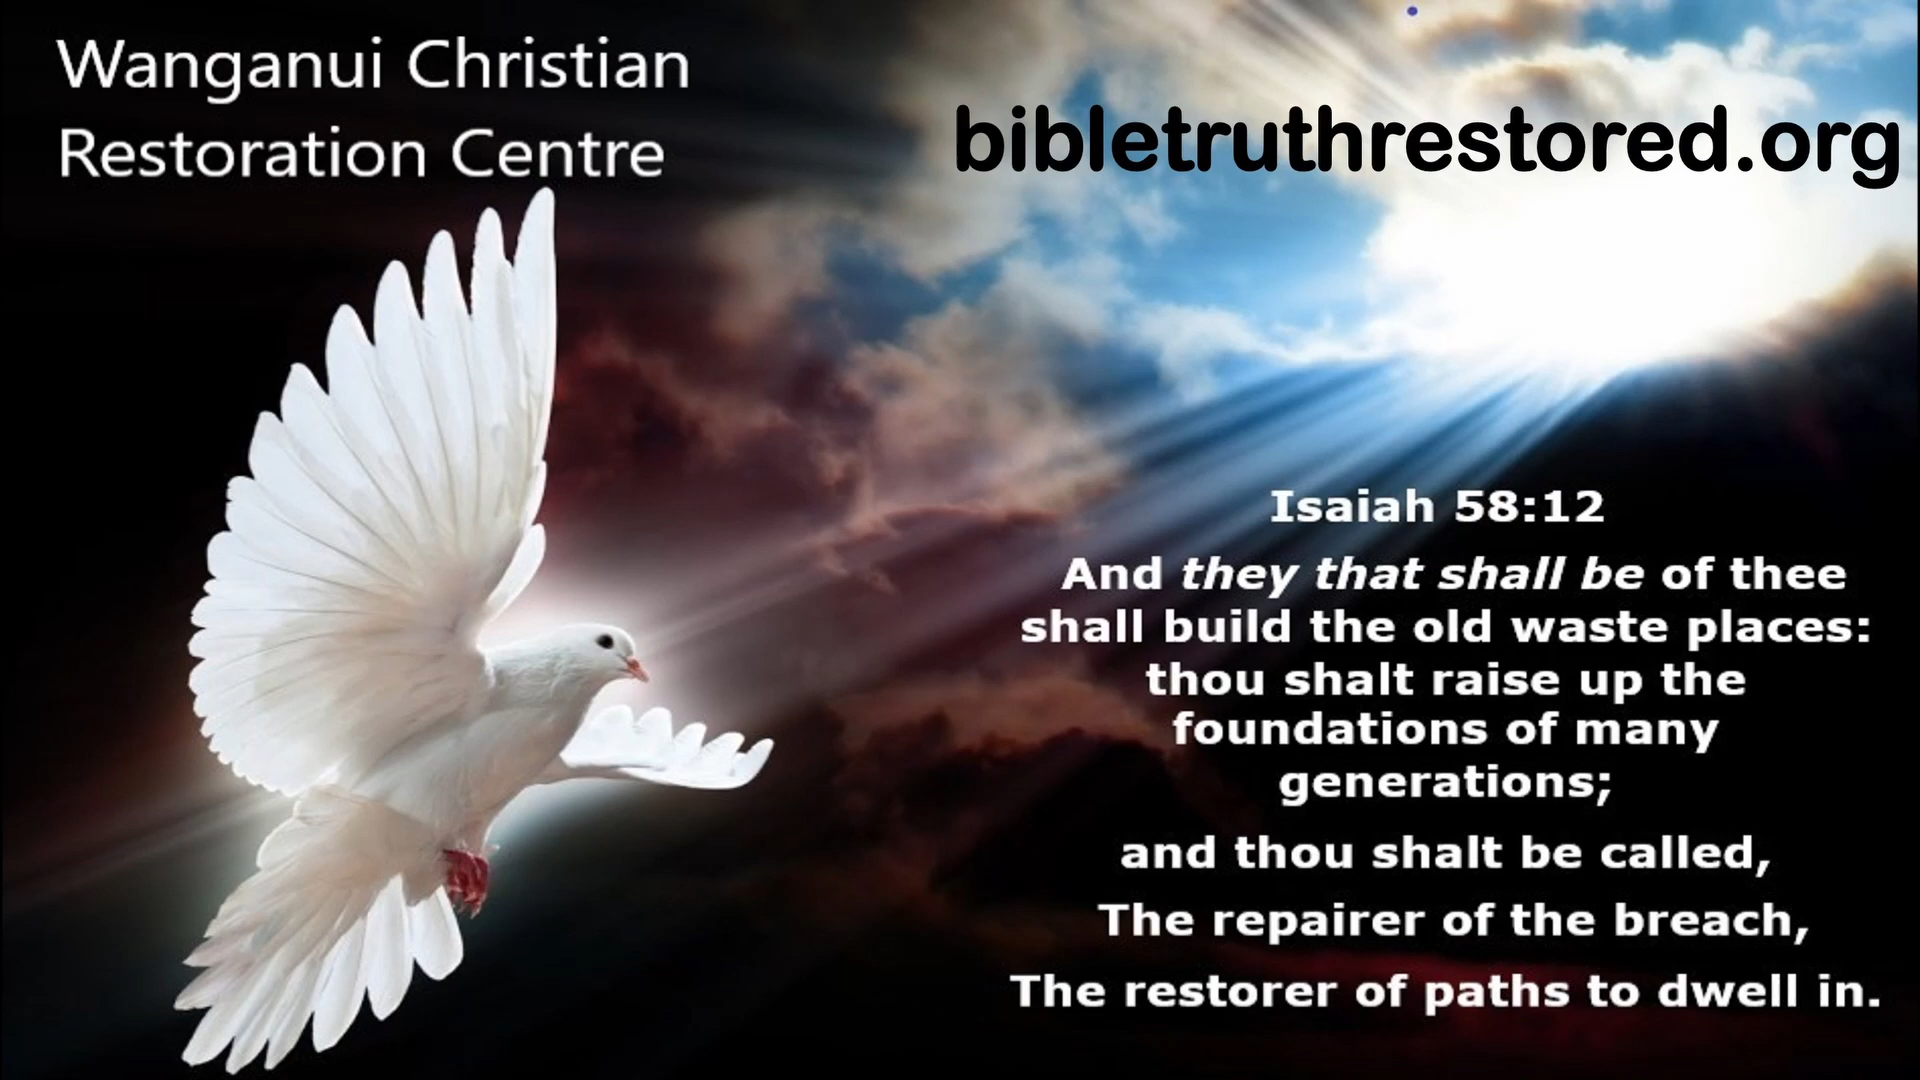 Wanganui Christian
Restoration Centre
bibletruthrestored.org
Isaiah 58:12
And they that shall be of thee
shall build the old waste places:
thou shalt raise up the
foundations of many
generations;
and thou shalt be called,
The repairer of the breach,
The restorer of paths to dwell in.